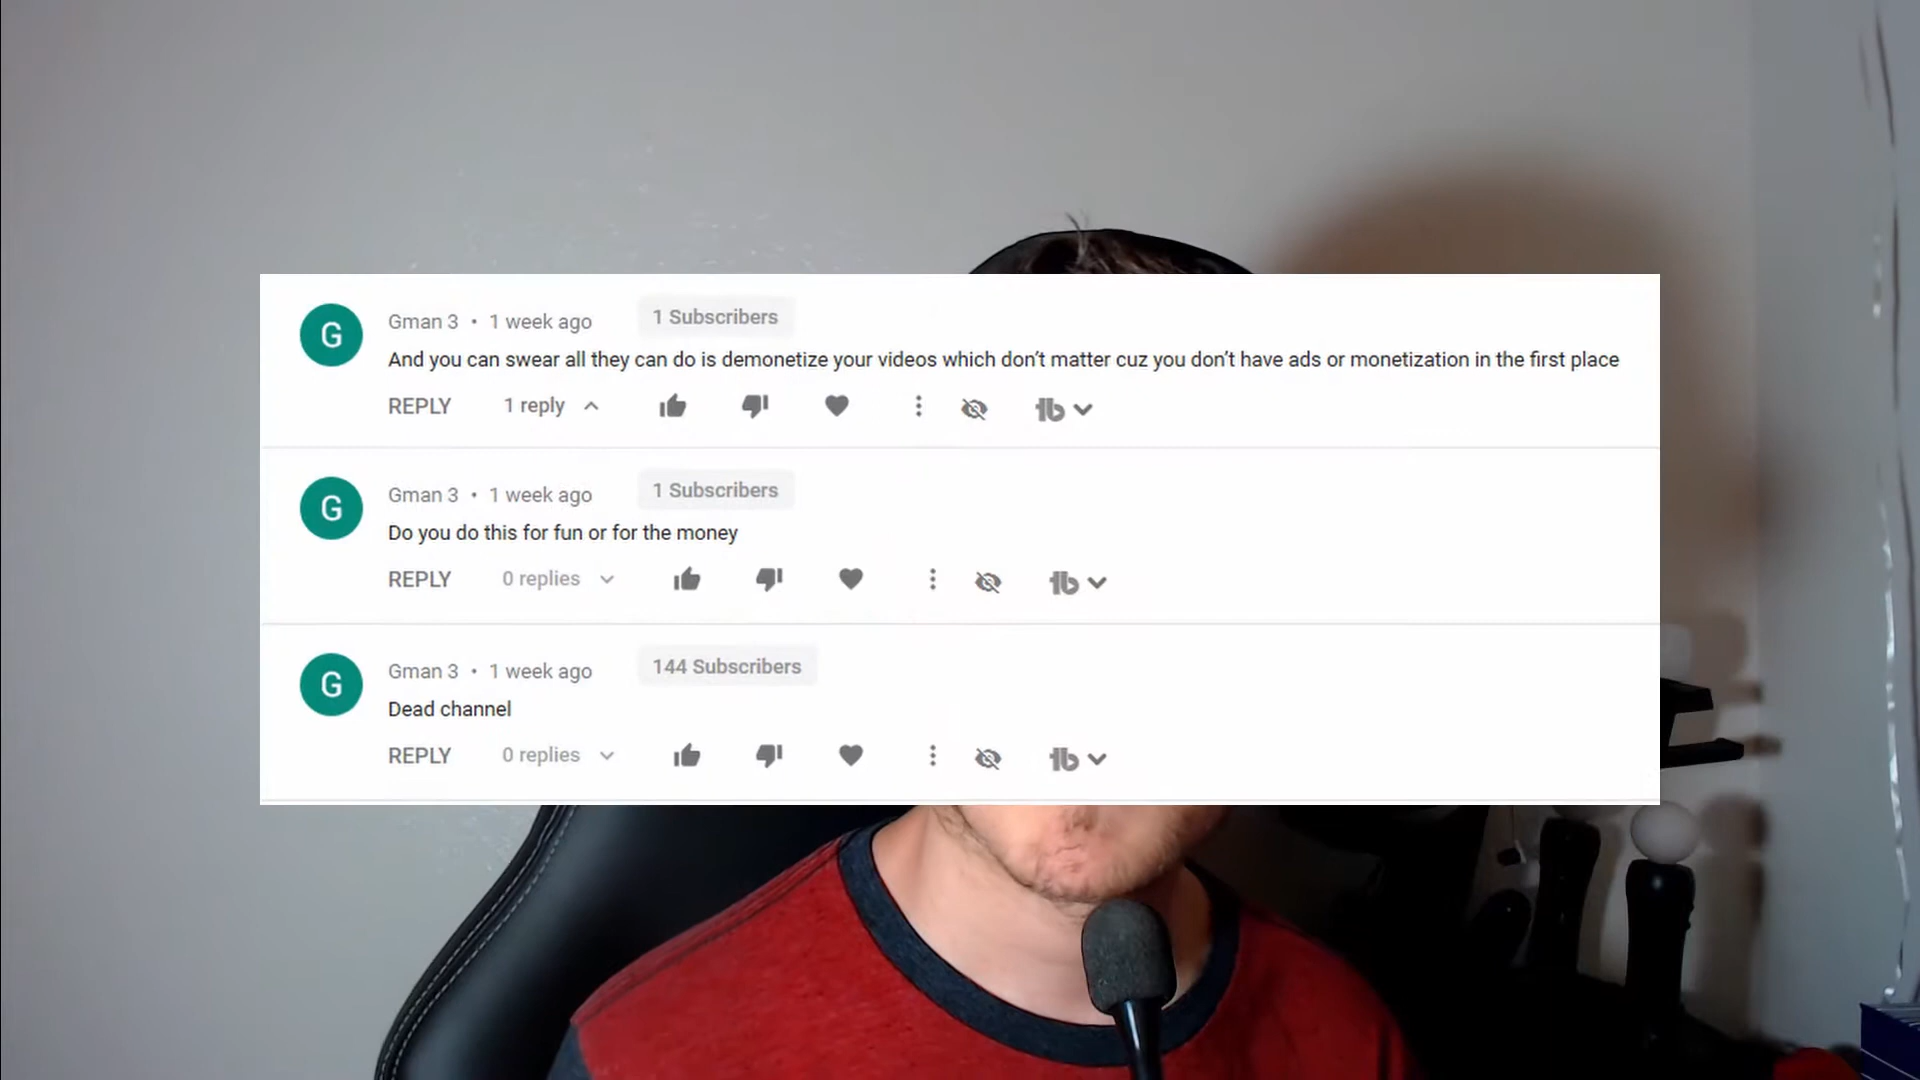 G
Gman 3 • 1 week ago 1 Subscribers
And you can swear all they can do is demonetize your videos which don't matter cuz you don't have ads or monetization in the first place
REPLY 1 reply
G
Gman 3 • 1 week ago 1 Subscribers
Do you do this for fun or for the money
REPLY 0 replies
G
Gman 3 • 1 week ago 144 Subscribers
Dead channel
REPLY 0 replies